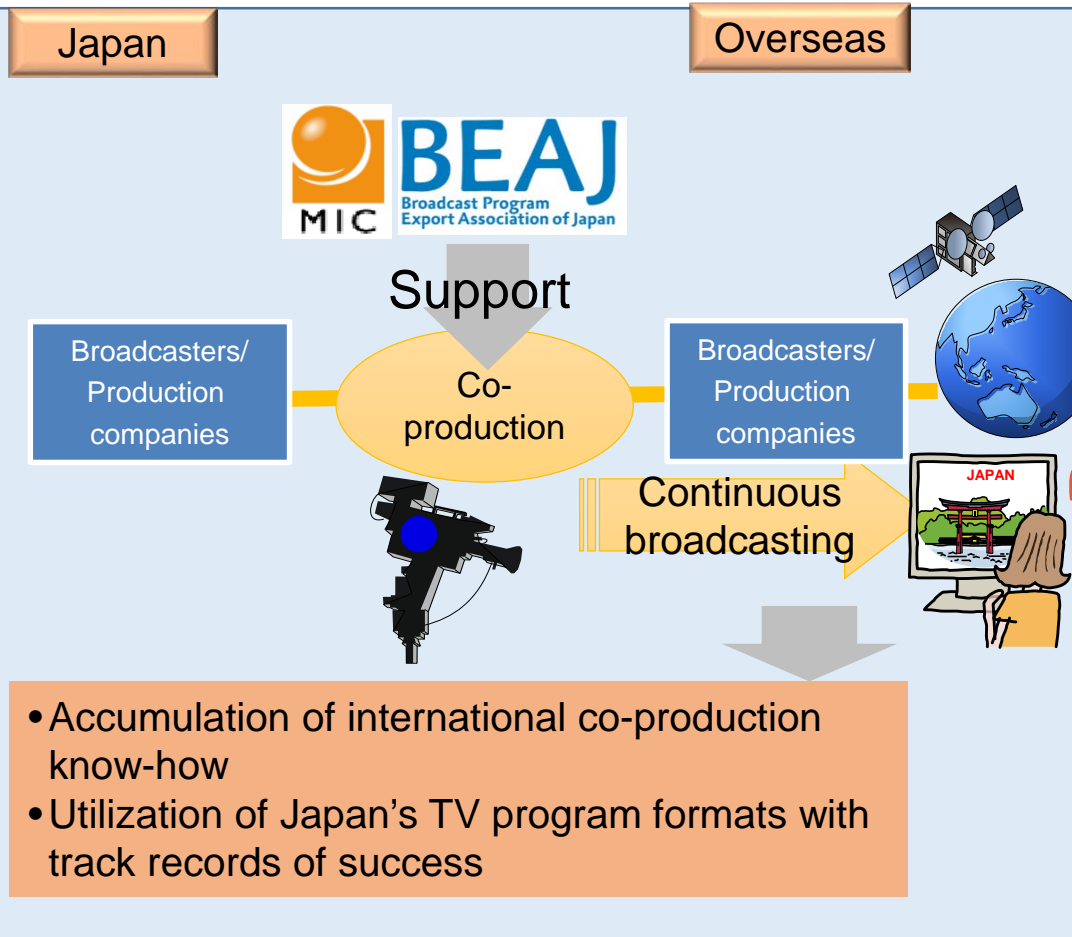 Japan
Overseas
MIC
BEAJ
Broadcast Program
Export Association of Japan
Support
Broadcasters/
Production
companies
Co-
production
Broadcasters/
Production
companies
JAPAN
Continuous
broadcasting
•Accumulation of international co-production
know-how
•Utilization of Japan’s TV program formats with
track records of success